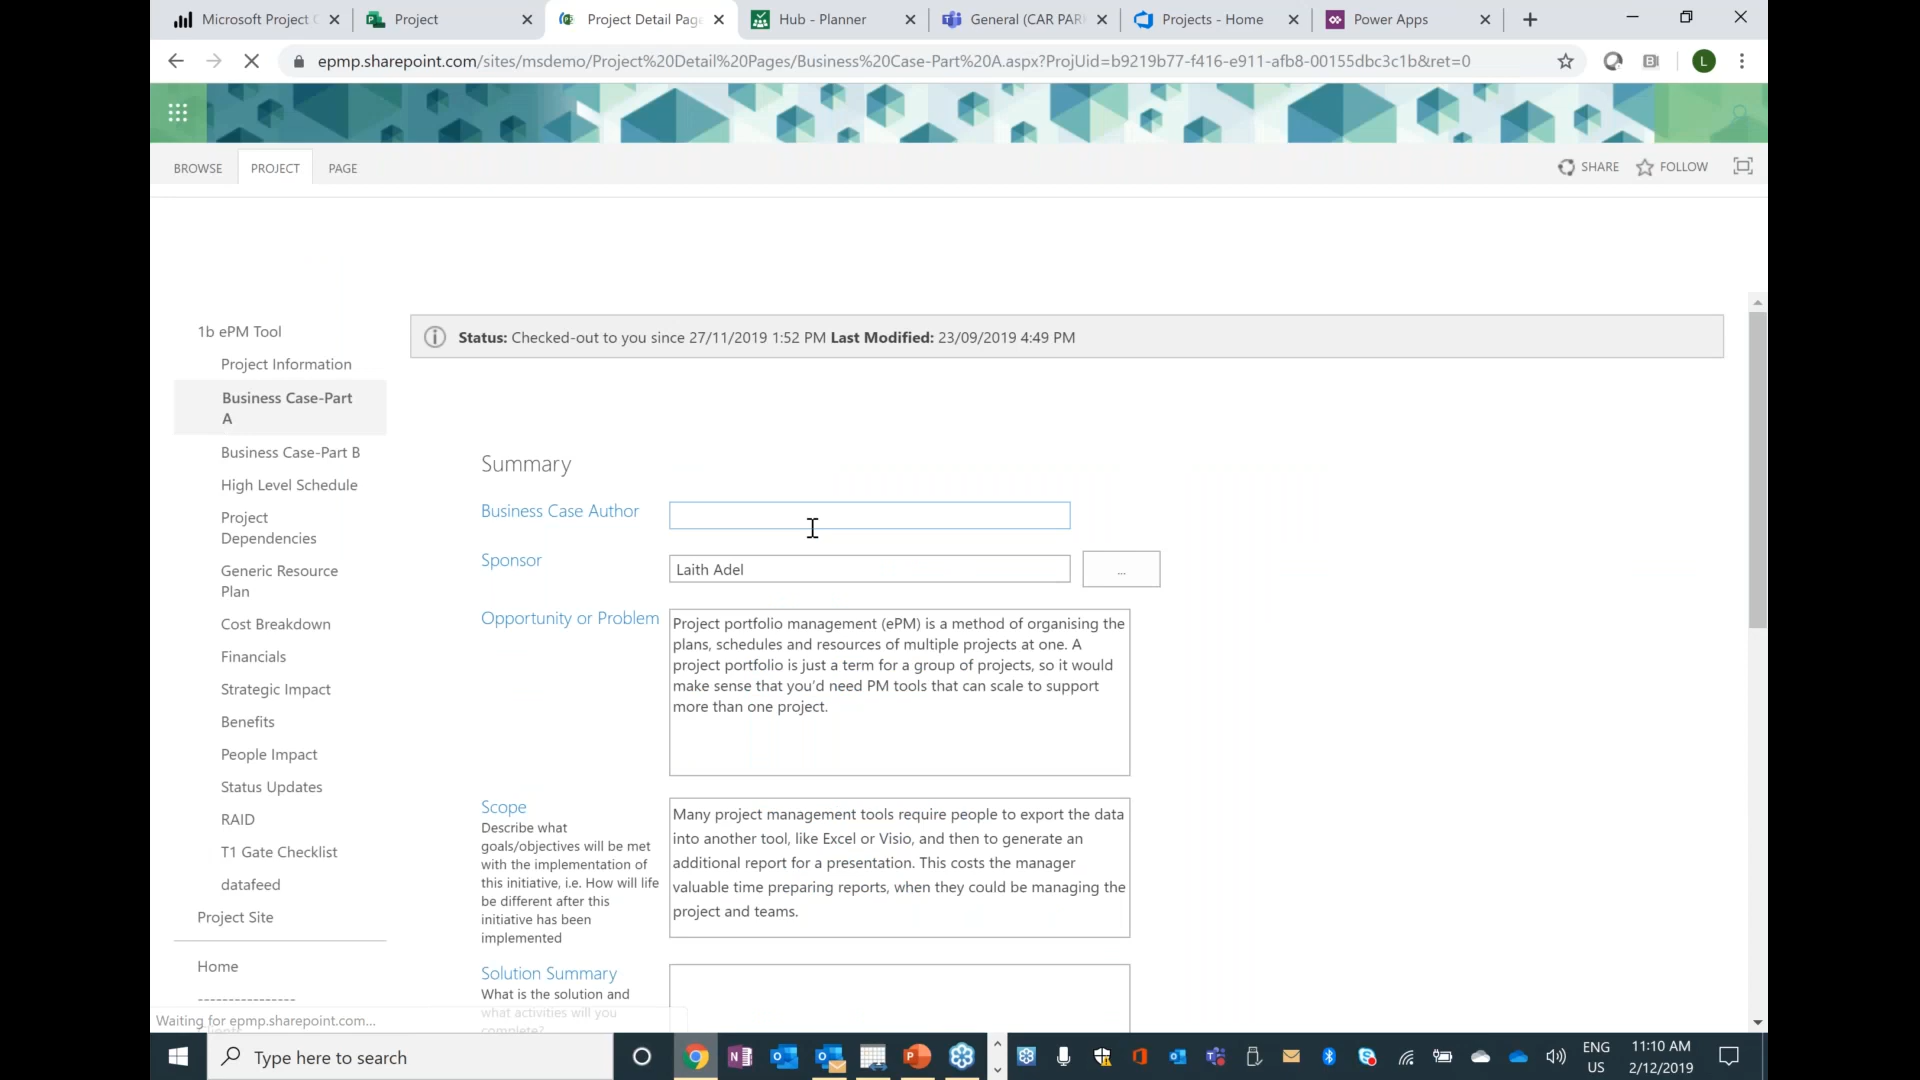 Microsoft Project
Project
Project Detail Page
Hub - Planner
General (CAR PARK
Projects - Home
Power Apps
epmp.sharepoint.com/sites/msdemo/Project%20Detail%20Pages/Business%20Case-Part%20A.aspx?ProjUid=b9219b77-f416-e911-afb8-00155dbc3c1b&ret=0
L
BROWSE
PROJECT
PAGE
SHARE
FOLLOW
1b ePM Tool
Project Information
Business Case-Part
A
Business Case-Part B
High Level Schedule
Project
Dependencies
Generic Resource
Plan
Cost Breakdown
Financials
Strategic Impact
Benefits
People Impact
Status Updates
RAID
T1 Gate Checklist
datafeed
Project Site
Home
----------------
Status: Checked-out to you since 27/11/2019 1:52 PM Last Modified: 23/09/2019 4:49 PM
Summary
Business Case Author
Sponsor
Laith Adel
...
Opportunity or Problem
Project portfolio management (ePM) is a method of organising the
plans, schedules and resources of multiple projects at one. A
project portfolio is just a term for a group of projects, so it would
make sense that you'd need PM tools that can scale to support
more than one project.
Scope
Describe what
goals/objectives will be met
with the implementation of
this initiative, i.e. How will life
be different after this
initiative has been
implemented
Many project management tools require people to export the data
into another tool, like Excel or Visio, and then to generate an
additional report for a presentation. This costs the manager
valuable time preparing reports, when they could be managing the
project and teams.
Solution Summary
What is the solution and
what activities will you
complete?
Waiting for epmp.sharepoint.com...
Type here to search
ENG
US
11:10 AM
2/12/2019